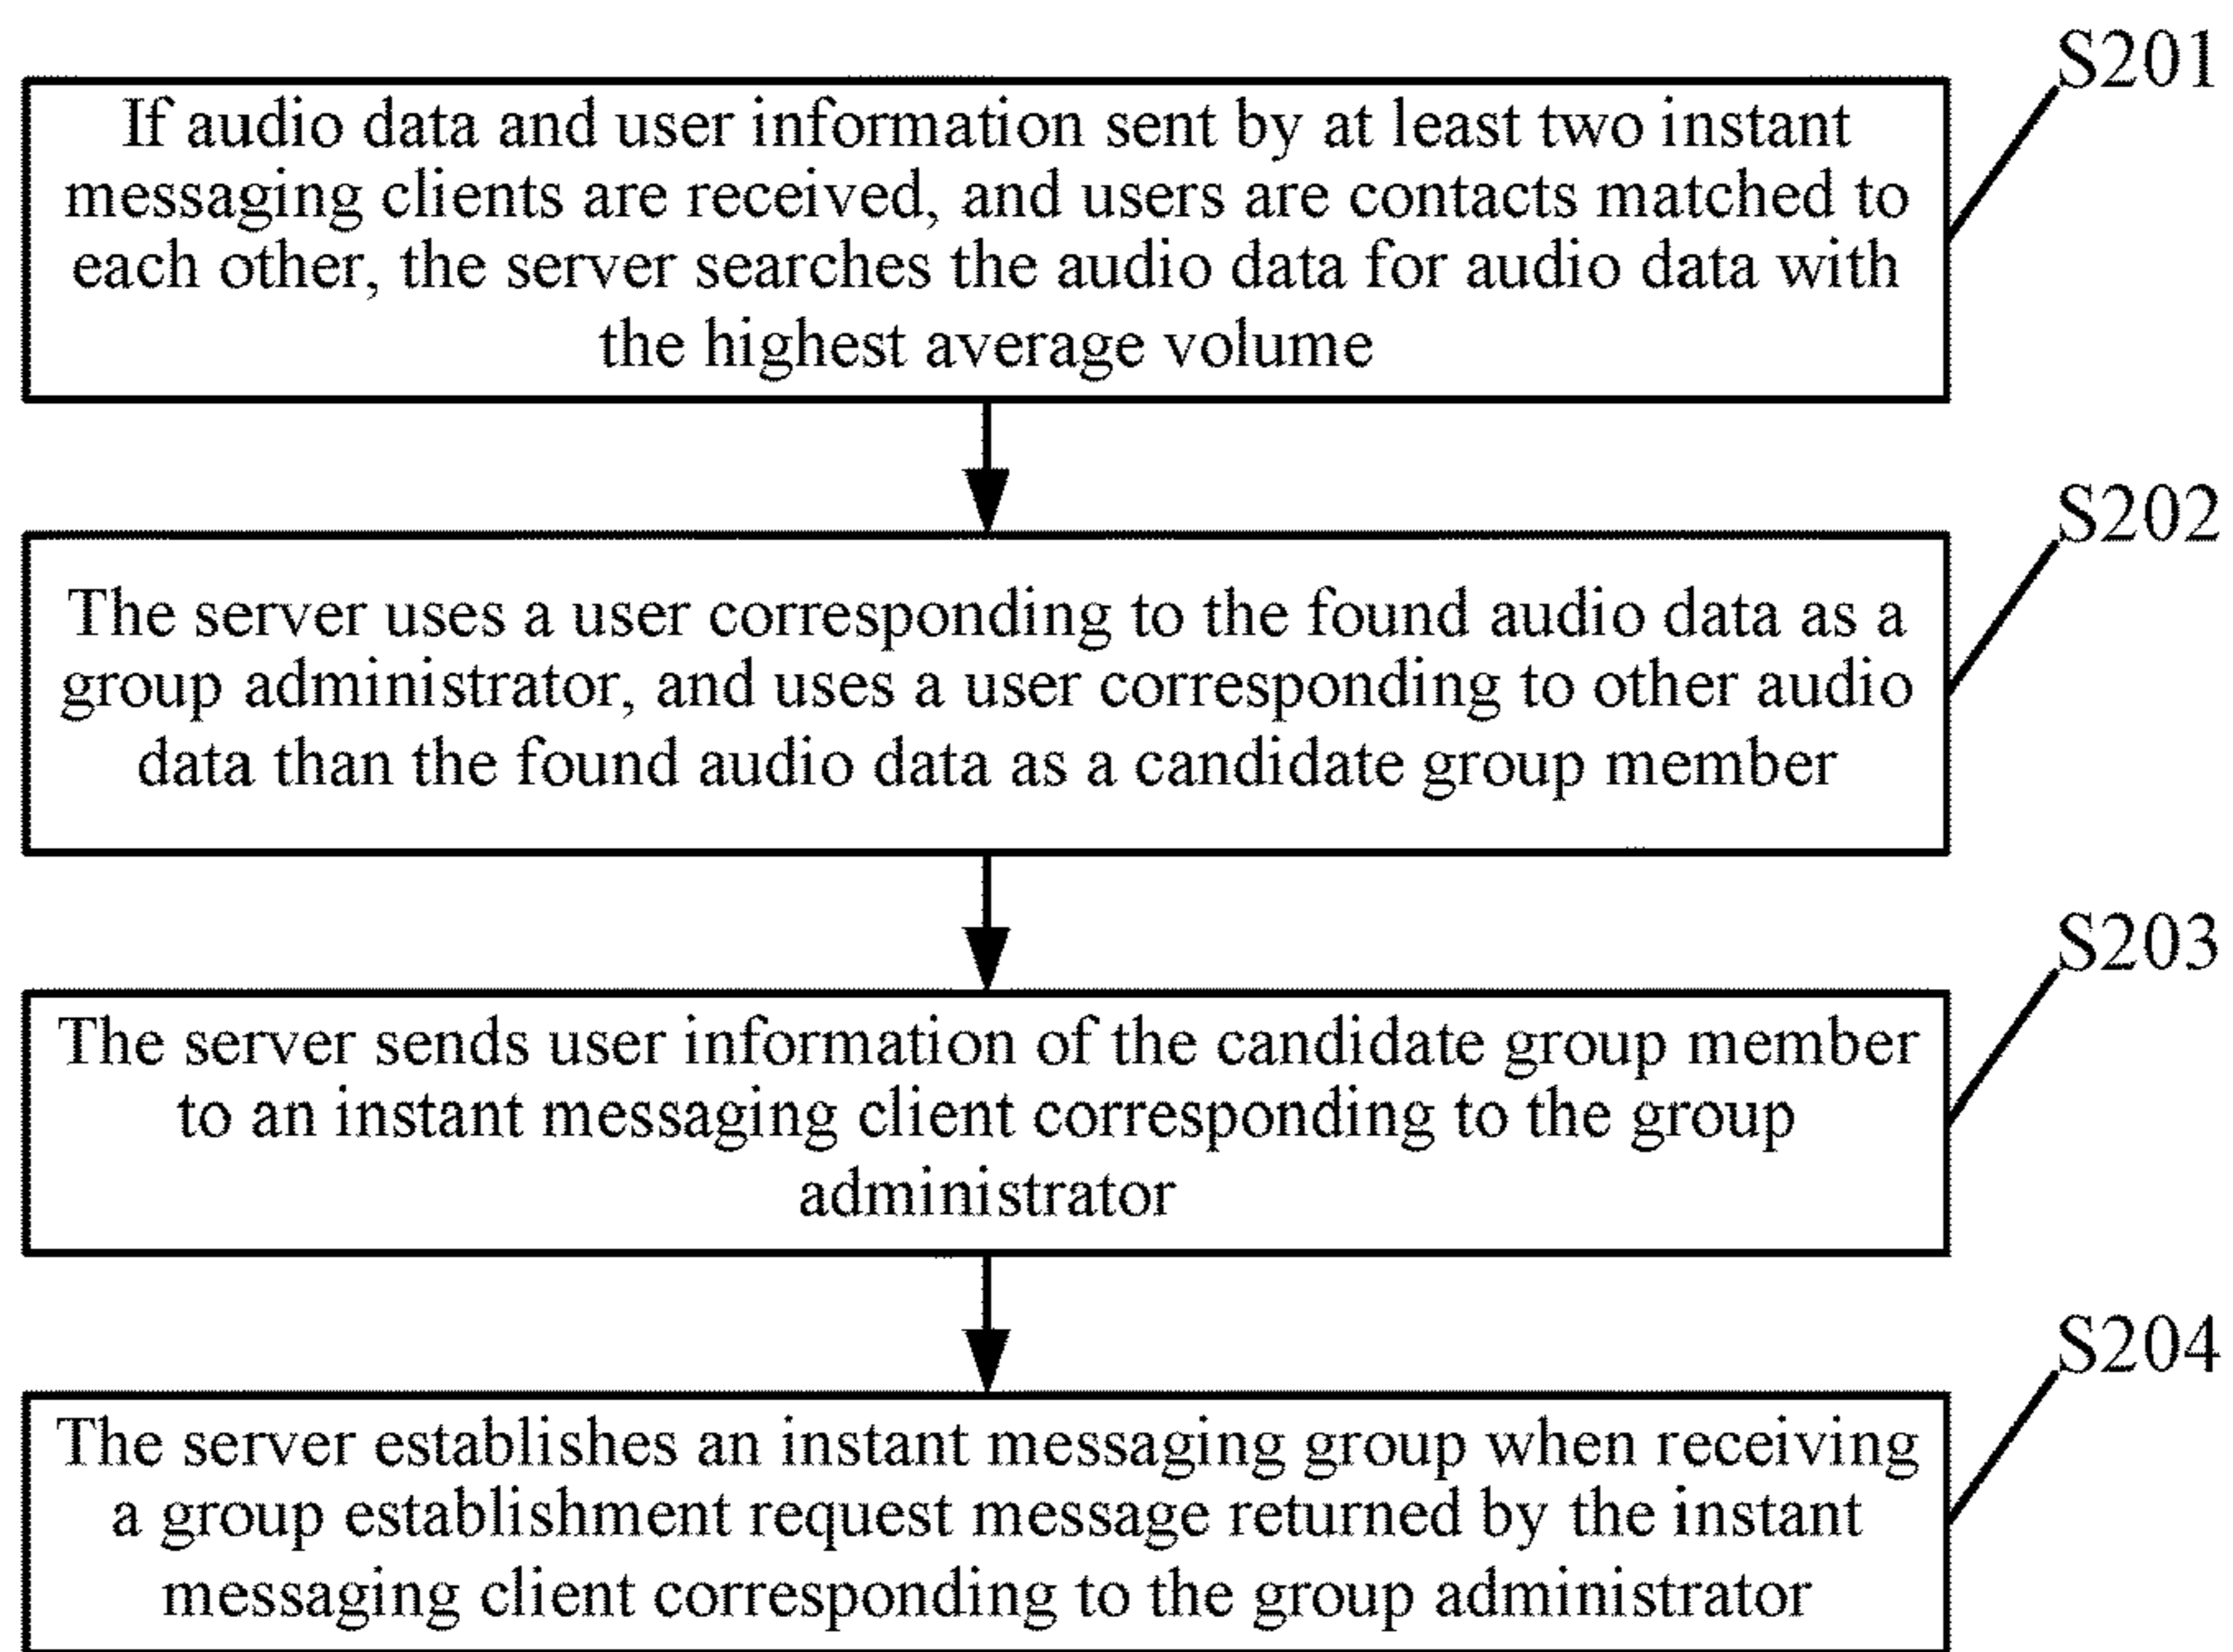 S201
If audio data and user information sent by at least two instant
messaging clients are received, and users are contacts matched to
each other, the server searches the audio data for audio data with
the highest average volume
S202
The server uses a user corresponding to the found audio data as a
group administrator, and uses a user corresponding to other audio
data than the found audio data as a candidate group member
S203
The server sends user information of the candidate group member
to an instant messaging client corresponding to the group
administrator
S204
The server establishes an instant messaging group when receiving
a group establishment request message returned by the instant
messaging client corresponding to the group administrator